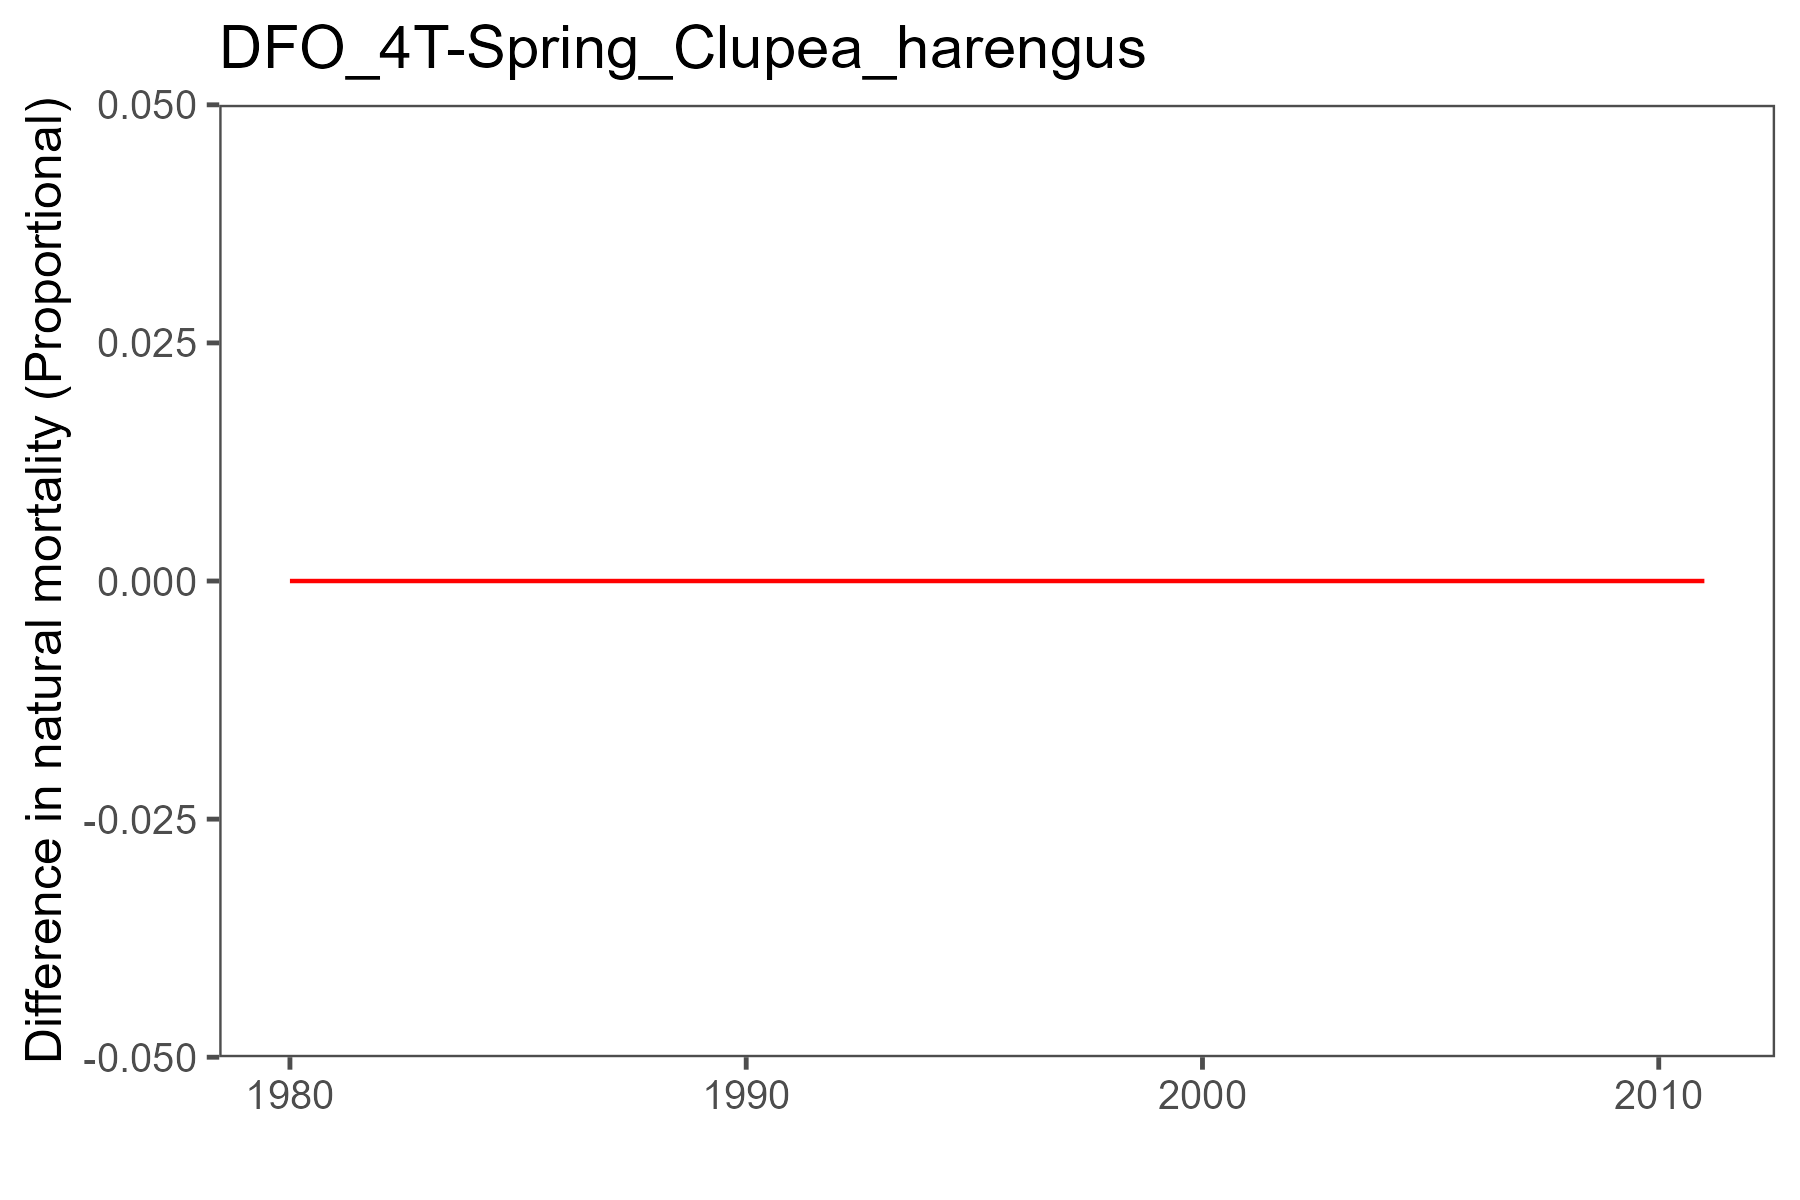 DFO_4T-Spring_Clupea_harengus
Difference in natural mortality (Proportional)
0.050
0.025
0.000
-0.025
-0.050
1980 1990 2000 2010